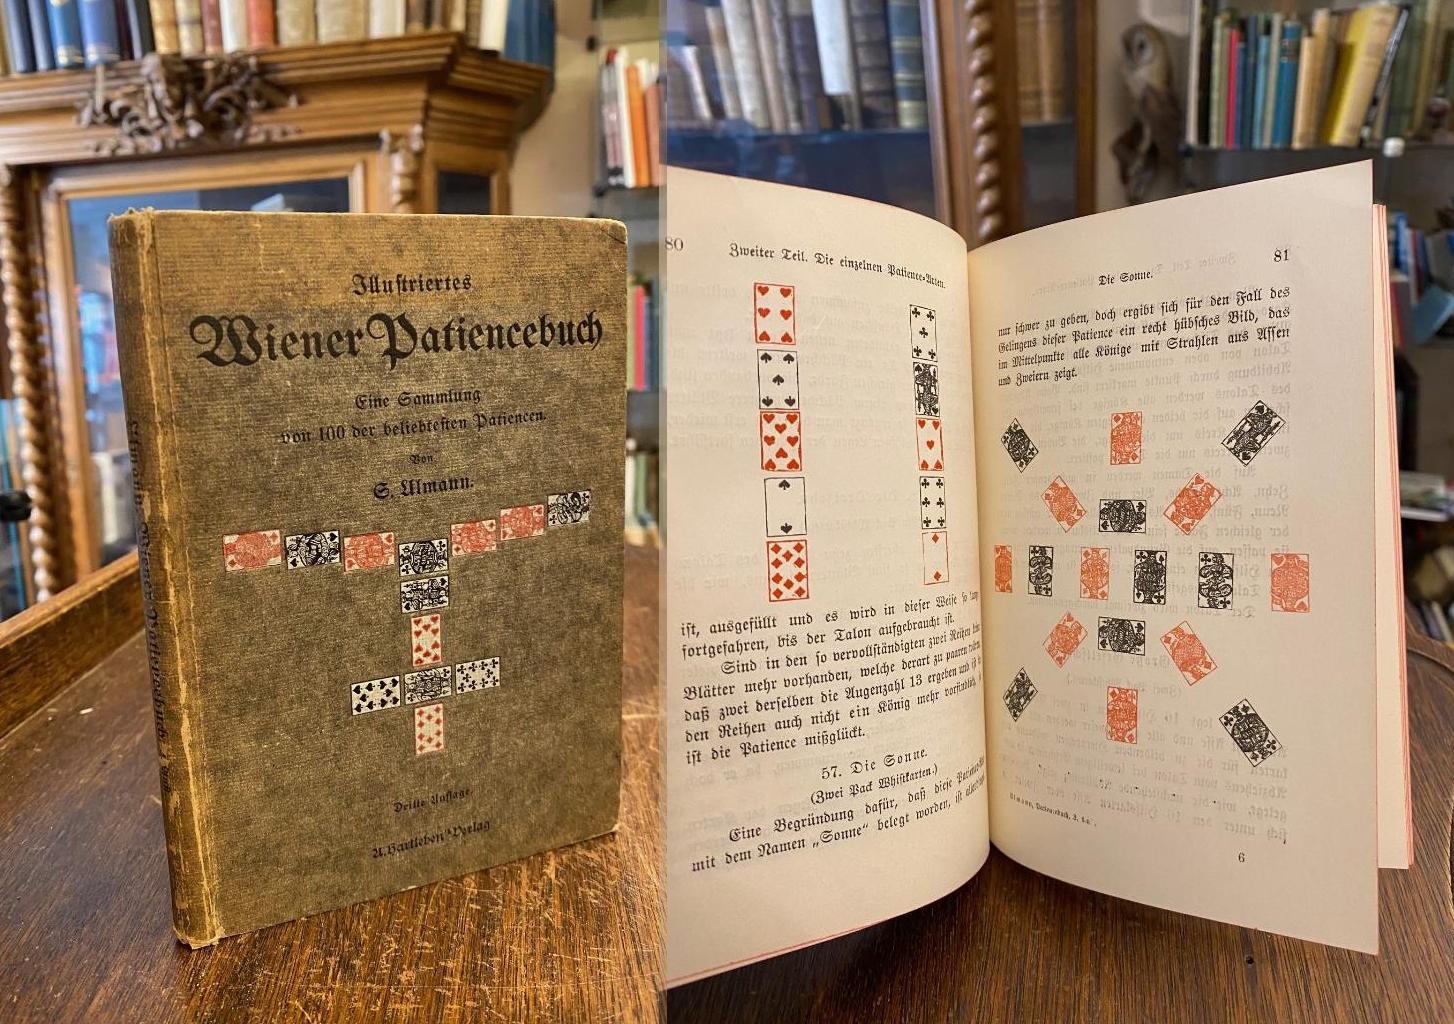 Illustriertes
Wiener Patiencebuch
Eine Sammlung
von 100 der beliebtesten Patiencen.
Von
S. Ulmann.
Dritte Auflage.
A. Hartleben's Verlag
80
Zweiter Teil. Die einzelnen Patience-Arten.
ist, ausgefüllt und es wird in dieser Weise so lang
fortgefahren, bis der Talon aufgebraucht ist.
Sind in den so vervollständigten zwei Reihen keine
Blätter mehr vorhanden, welche derart zu paaren wären
daß zwei derselben die Augenzahl 13 ergeben und ist in
den Reihen auch nicht ein König mehr vorfindlich,
ist die Patience mißglückt.
57. Die Sonne.
(Zwei Pack Whistkarten.)
Eine Begründung dafür, daß diese
mit dem Namen „Sonne“ belegt worden, ist
Die Sonne.
81
nur schwer zu geben, doch ergibt sich für den Fall des
Gelingens dieser Patience ein recht hübsches Bild, das
im Mittelpunkte alle Könige mit Strahlen aus Assen
und Zweiern zeigt.
Ulmann, Patiencebuch, 3. Aufl.
6